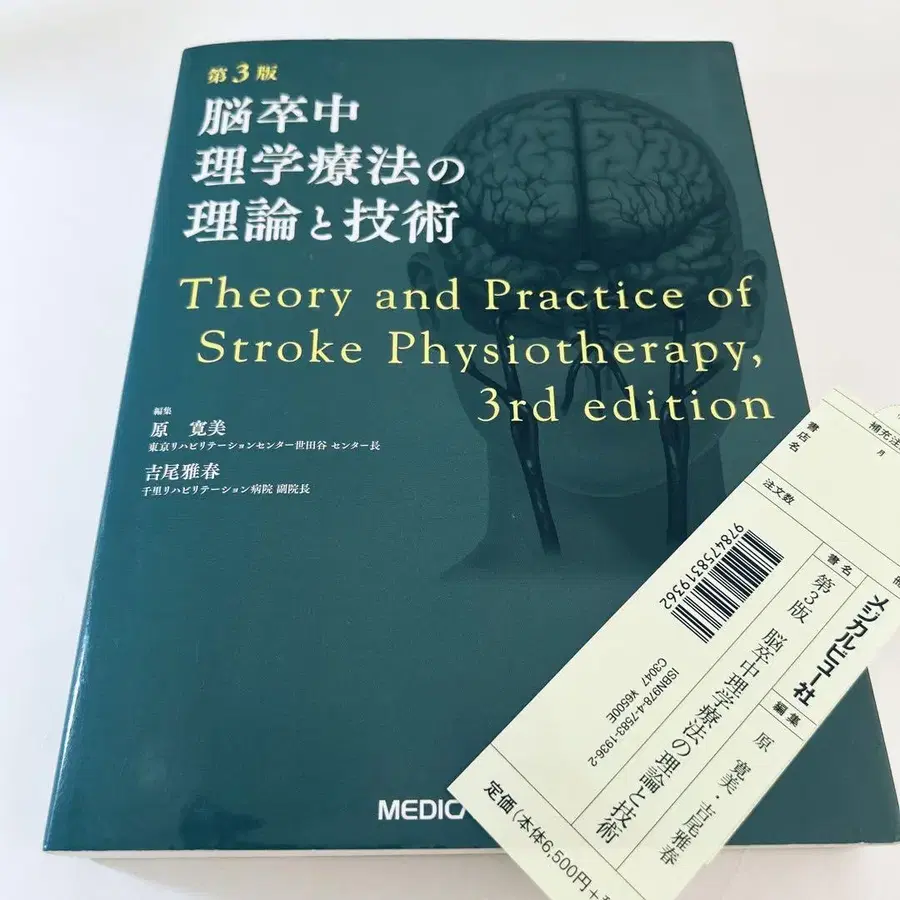 第3版
脳卒中
理学療法の
理論と技術
Theory and Practice of
Stroke Physiotherapy,
3rd edition
編集
原 寛美
東京リハビリテーションセンター世田谷 センター長
吉尾雅春
千里リハビリテーション病院 副院長
MEDICA
書店名
補充注
月
注文数
9784758319362
ISBN978-4-7583-1936-2
C3047 ¥6500E
書名
第3版 脳卒中理学療法の理論と技術
メジカルビュー社
編集
原 寛美・吉尾雅春
定価(本体6,500円+